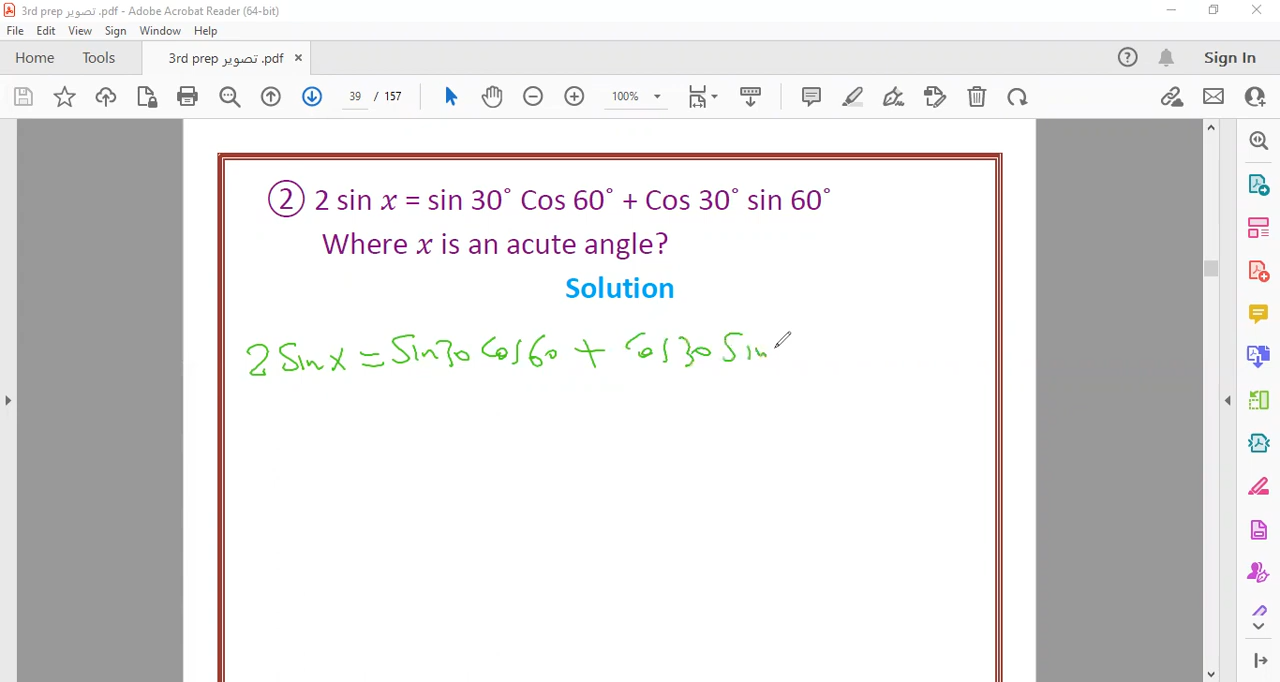 3rd prep تصوير .pdf - Adobe Acrobat Reader (64-bit)
File Edit View Sign Window Help
Home Tools 3rd prep تصوير .pdf × Sign In
39 / 157 100%
② 2 sin x = sin 30° Cos 60° + Cos 30° sin 60°
Where x is an acute angle?
Solution
2 Sin x = Sin 30 Cos 60 + Cos 30 Sin